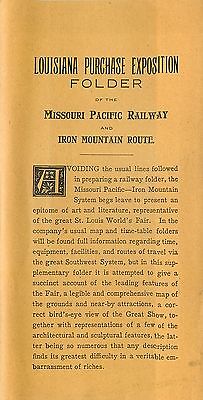 LOUISIANA PURCHASE EXPOSITION
FOLDER
OF THE
MISSOURI PACIFIC RAILWAY
AND
IRON MOUNTAIN ROUTE.
AVOIDING the usual lines followed
in preparing a railway folder, the
Missouri Pacific—Iron Mountain
System begs leave to present an
epitome of art and literature, representative
of the great St. Louis World's Fair. In the
company's usual map and time-table folders
will be found full information regarding time,
equipment, facilities, and routes of travel via
the great Southwest System, but in this sup-
plementary folder it is attempted to give a
succinct account of the leading features of
the Fair, a legible and comprehensive map of
the grounds and near-by attractions, a cor-
rect bird's-eye view of the Great Show, to-
gether with representations of a few of the
architectural and sculptural features, the lat-
ter being so numerous that any description
finds its greatest difficulty in a veritable em-
barrassment of riches.